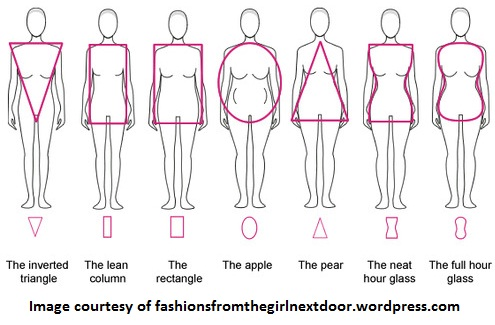 The inverted triangle
The lean column
The rectangle
The apple
The pear
The neat hour glass
The full hour glass
Image courtesy of fashionsfromthegirlnextdoor.wordpress.com